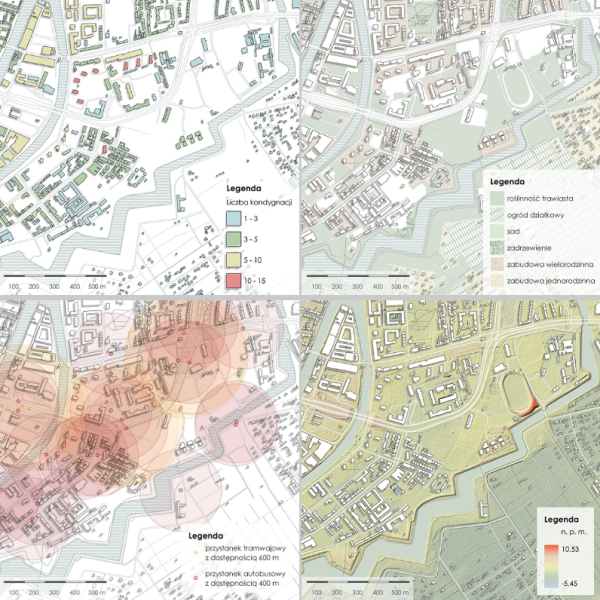 Legenda
Liczba kondygnacji
1 - 3
3 - 5
5 - 10
10 - 15
100 200 300 400 500 m
Legenda
roślinność trawiasta
ogród działkowy
sad
zadrzewienie
zabudowa wielorodzinna
zabudowa jednorodzinna
100 200 300 400 500 m
Legenda
przystanek tramwajowy
z dostępnością 600 m
przystanek autobusowy
z dostępnością 400 m
100 200 300 400 500 m
Legenda
n. p. m.
10.53
-5.45
100 200 300 400 500 m